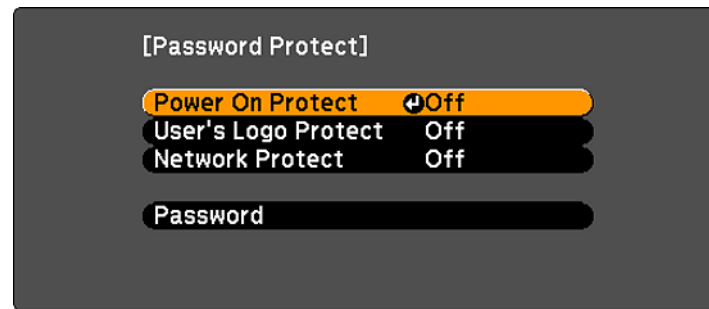 [Password Protect]
Power On Protect Off
User's Logo Protect Off
Network Protect Off
Password